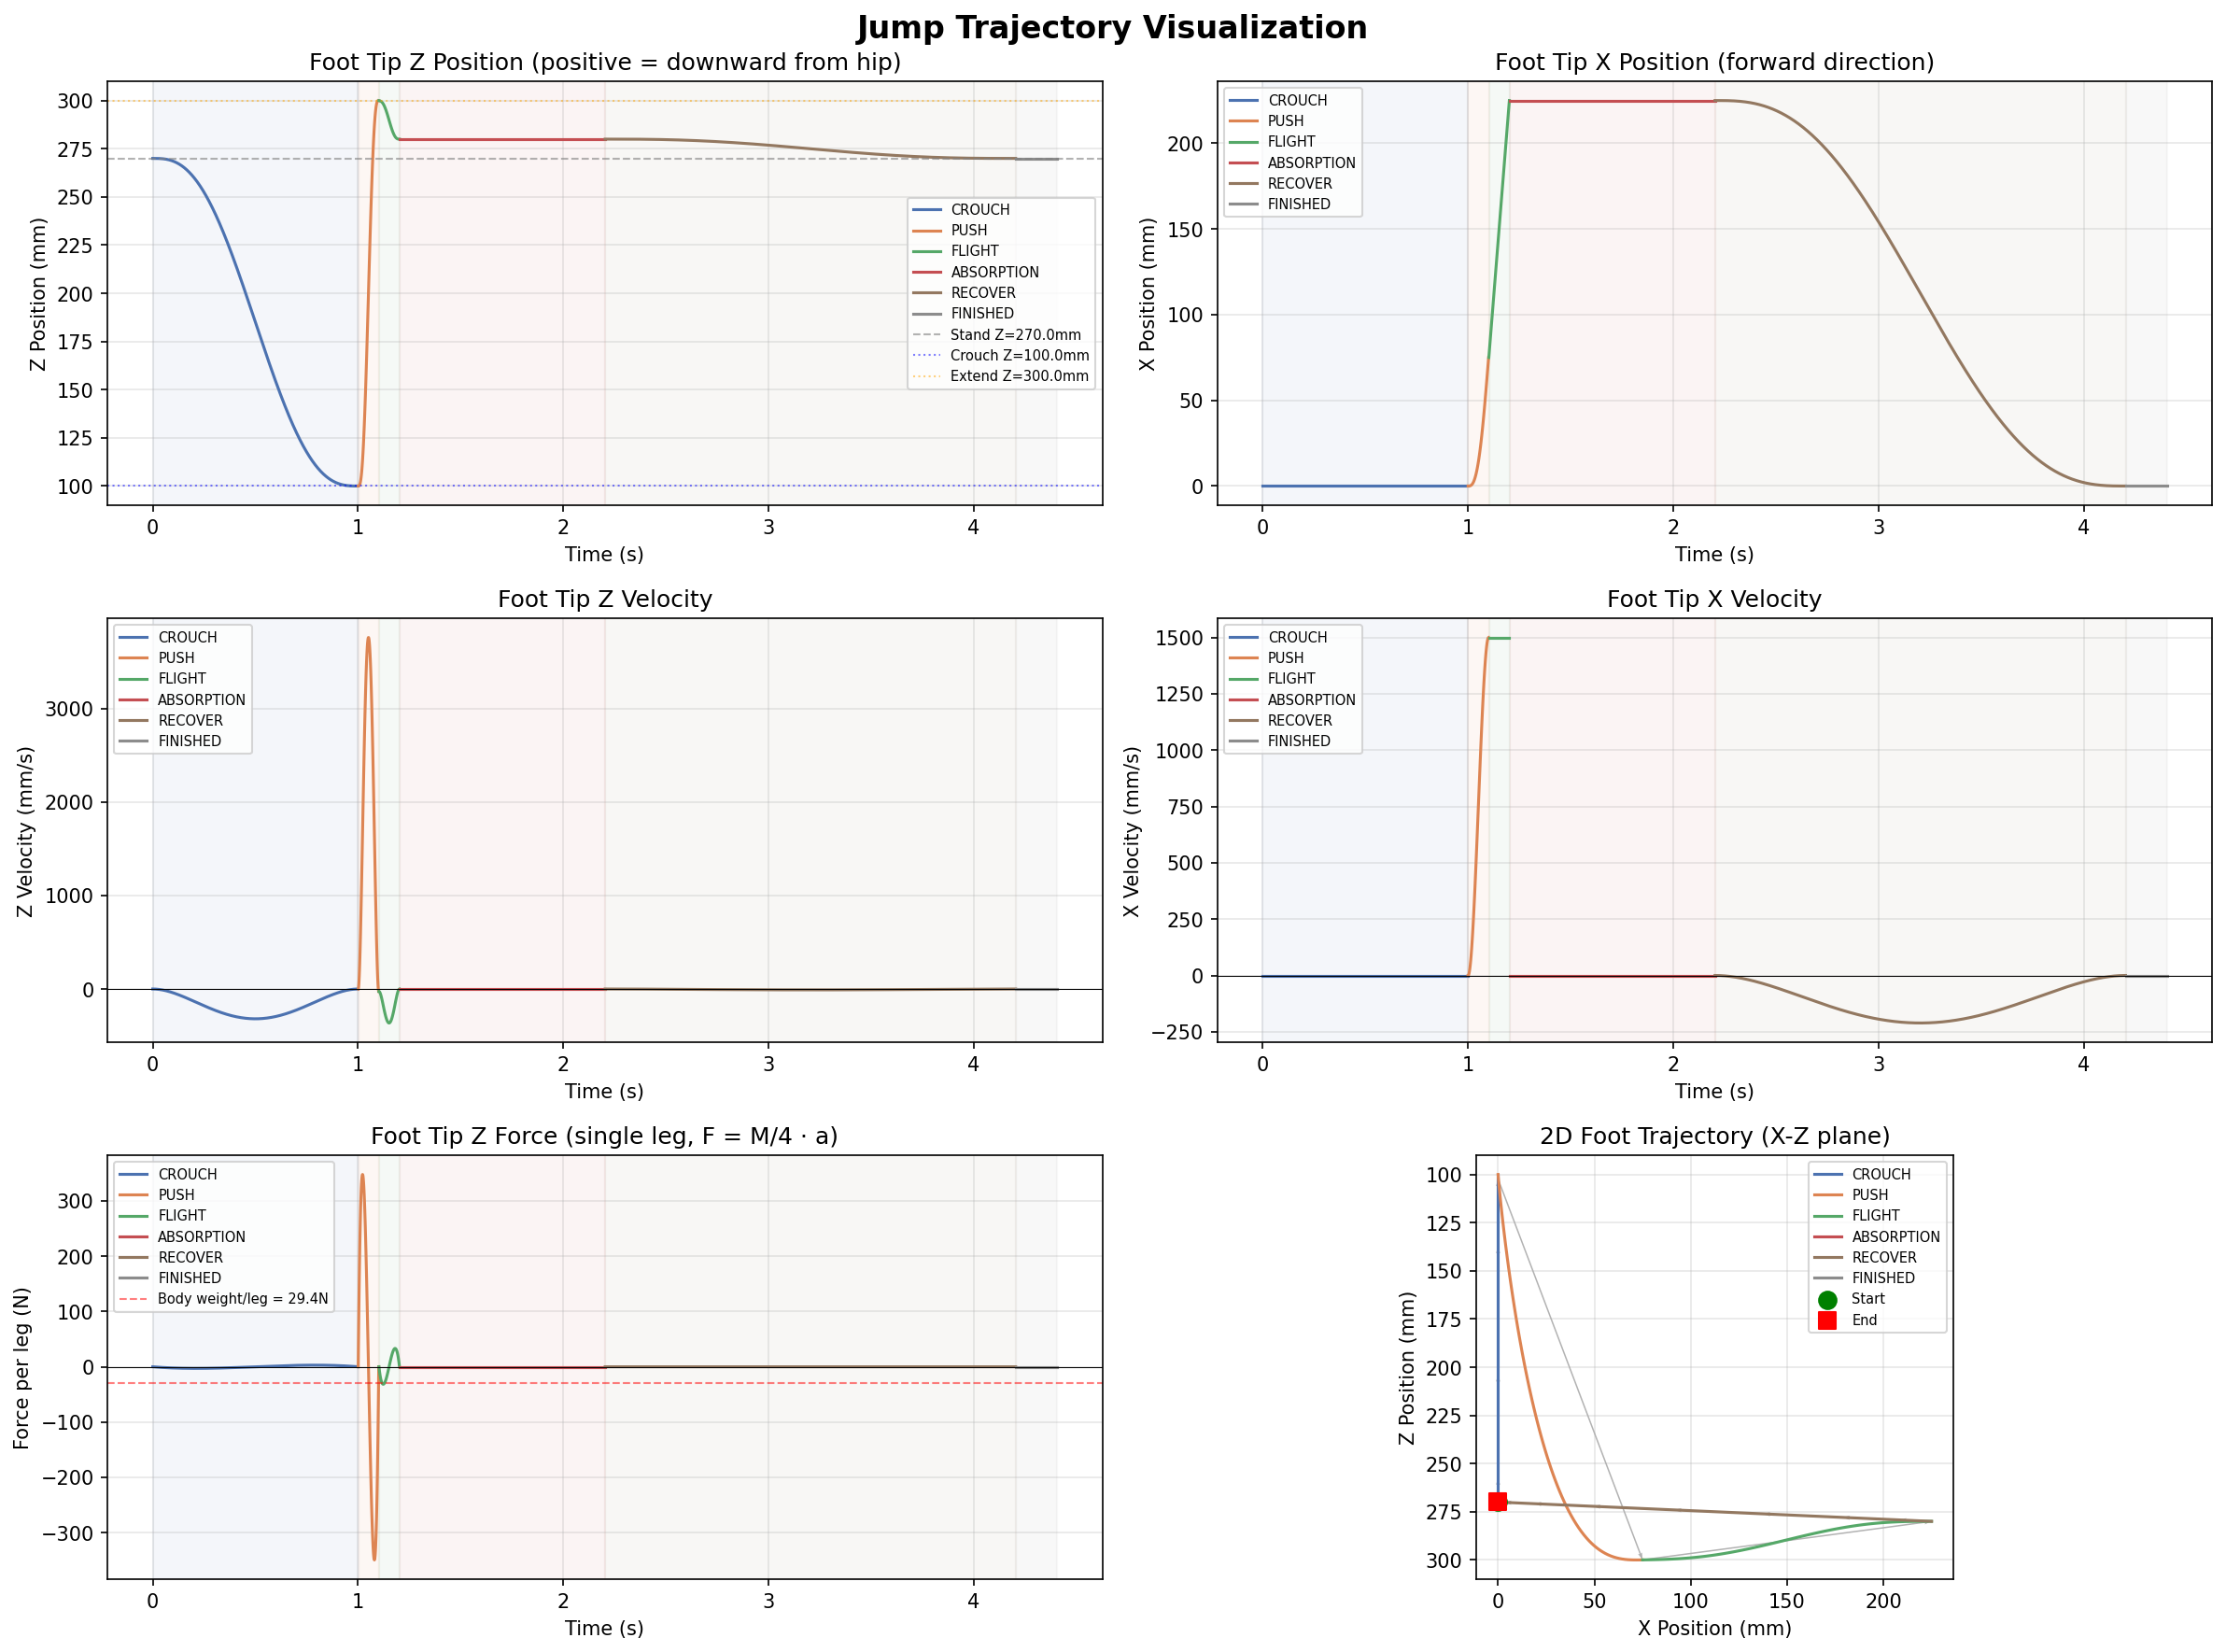 Jump Trajectory Visualization
Foot Tip Z Position (positive = downward from hip)
Z Position (mm)
300
275
250
225
200
175
150
125
100
CROUCH
PUSH
FLIGHT
ABSORPTION
RECOVER
FINISHED
Stand Z=270.0mm
Crouch Z=100.0mm
Extend Z=300.0mm
0 1 2 3 4
Time (s)
Foot Tip X Position (forward direction)
X Position (mm)
200
150
100
50
0
CROUCH
PUSH
FLIGHT
ABSORPTION
RECOVER
FINISHED
0 1 2 3 4
Time (s)
Foot Tip Z Velocity
Z Velocity (mm/s)
3000
2000
1000
0
CROUCH
PUSH
FLIGHT
ABSORPTION
RECOVER
FINISHED
0 1 2 3 4
Time (s)
Foot Tip X Velocity
X Velocity (mm/s)
1500
1250
1000
750
500
250
0
−250
CROUCH
PUSH
FLIGHT
ABSORPTION
RECOVER
FINISHED
0 1 2 3 4
Time (s)
Foot Tip Z Force (single leg, F = M/4 · a)
Force per leg (N)
300
200
100
0
−100
−200
−300
CROUCH
PUSH
FLIGHT
ABSORPTION
RECOVER
FINISHED
Body weight/leg = 29.4N
0 1 2 3 4
Time (s)
2D Foot Trajectory (X-Z plane)
Z Position (mm)
100
125
150
175
200
225
250
275
300
CROUCH
PUSH
FLIGHT
ABSORPTION
RECOVER
FINISHED
Start
End
0 50 100 150 200
X Position (mm)